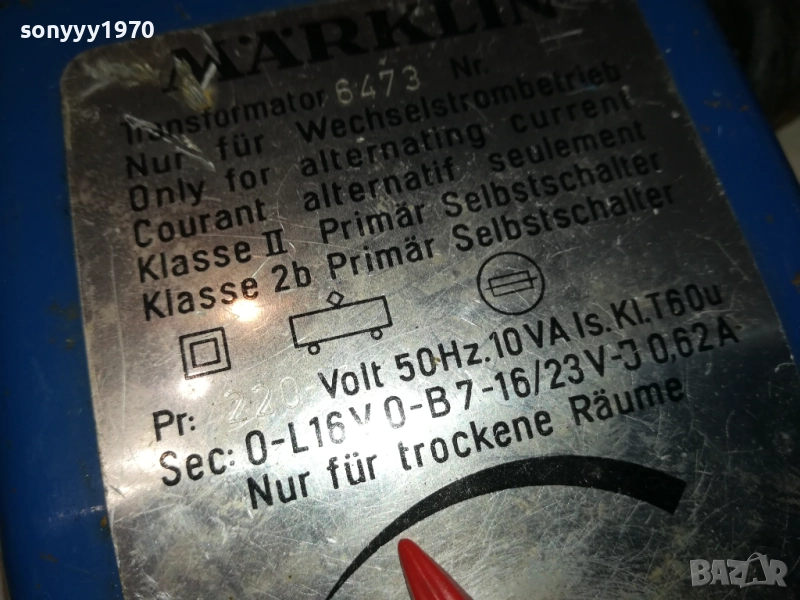 sonyyy1970
MÄRKLIN
Transformator 6473 Nr.
Nur für Wechselstrombetrieb
Only for alternating current
Courant alternatif seulement
Klasse II Primär Selbstschalter
Klasse 2b Primär Selbstschalter
Pr: 220 Volt 50Hz.10VA Is.Kl.T60u
Sec: 0-L16V 0-B 7-16/23V-J 0,62A
Nur für trockene Räume
BAZAR